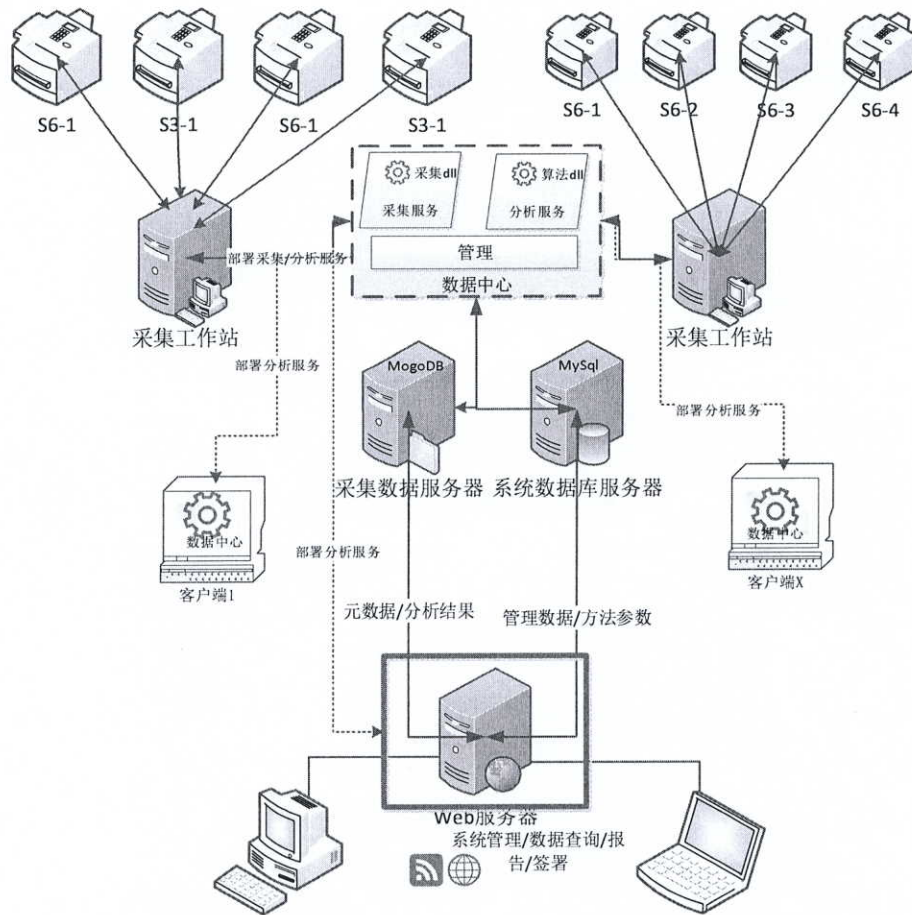 S6-1
S3-1
S6-1
S3-1
S6-1
S6-2
S6-3
S6-4
采集dll
采集服务
算法dll
分析服务
管理
数据中心
部署采集/分析服务
采集工作站
采集工作站
部署分析服务
MogoDB
MySql
部署分析服务
采集数据服务器
系统数据库服务器
数据中心
客户端1
部署分析服务
数据中心
客户端X
元数据/分析结果
管理数据/方法参数
Web服务器
系统管理/数据查询/报
告/签署